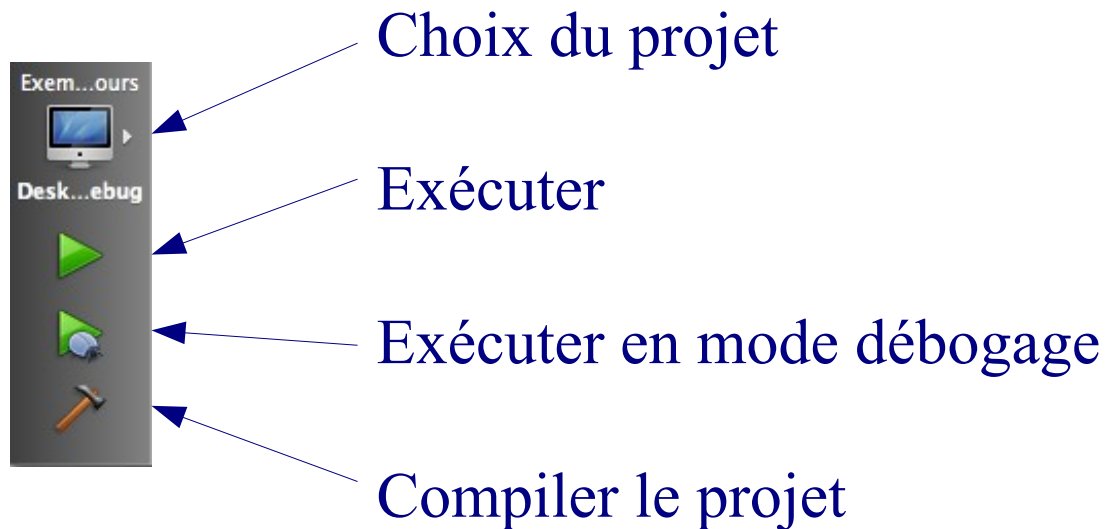 Choix du projet
Exem...ours
Desk...ebug
Exécuter
Exécuter en mode débogage
Compiler le projet